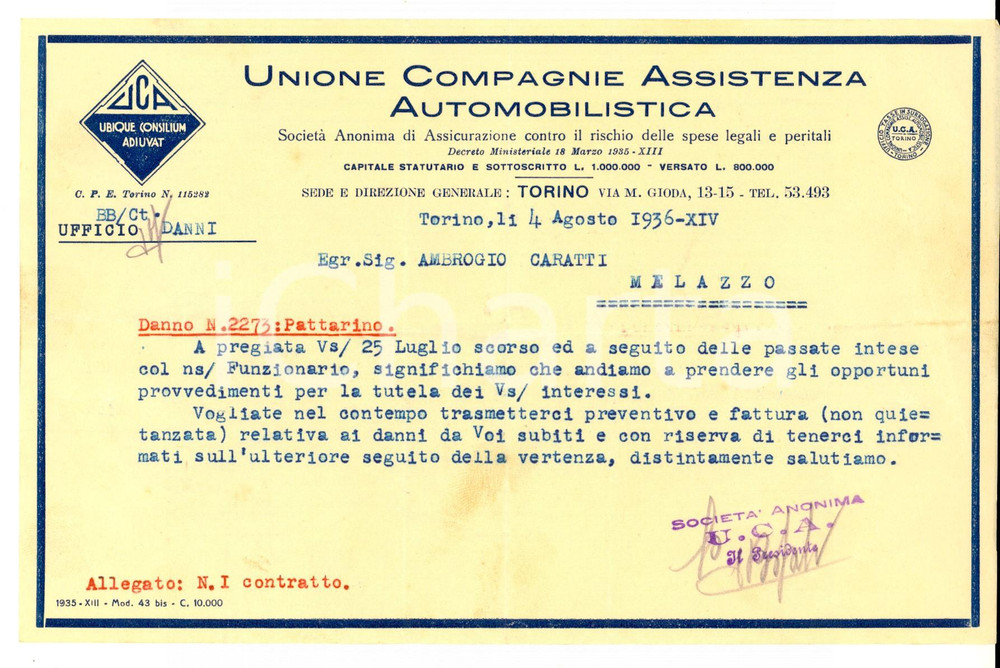 UCA
UBIQUE CONSILIUM
ADIUVAT
UNIONE COMPAGNIE ASSISTENZA
AUTOMOBILISTICA
Società Anonima di Assicurazione contro il rischio delle spese legali e peritali
Decreto Ministeriale 18 Marzo 1935-XIII
CAPITALE STATUTARIO E SOTTOSCRITTO L. 1.000.000 - VERSATO L. 800.000
U.C.A.
TORINO
C. P. E. Torino N. 115282
SEDE E DIREZIONE GENERALE: TORINO VIA M. GIODA, 13-15 - TEL. 53.493
BB/Ct.
UFFICIO DANNI
Torino, li 4 Agosto 1936-XIV
Egr.Sig. AMBROGIO CARATTI
MELAZZO
====================
Danno N.2273:Pattarino.
A pregiata Vs/ 25 Luglio scorso ed a seguito delle passate intese
col ns/ Funzionario, significhiamo che andiamo a prendere gli opportuni
provvedimenti per la tutela dei Vs/ interessi.
Vogliate nel contempo trasmetterci preventivo e fattura (non quie=
tanzata) relativa ai danni da Voi subiti e con riserva di tenerci infor=
mati sull'ulteriore seguito della vertenza, distintamente salutiamo.
SOCIETA' ANONIMA
U.C.A.
Il Presidente
Allegato: N.I contratto.
1935-XIII - Mod. 43 bis - C. 10.000
iCharta